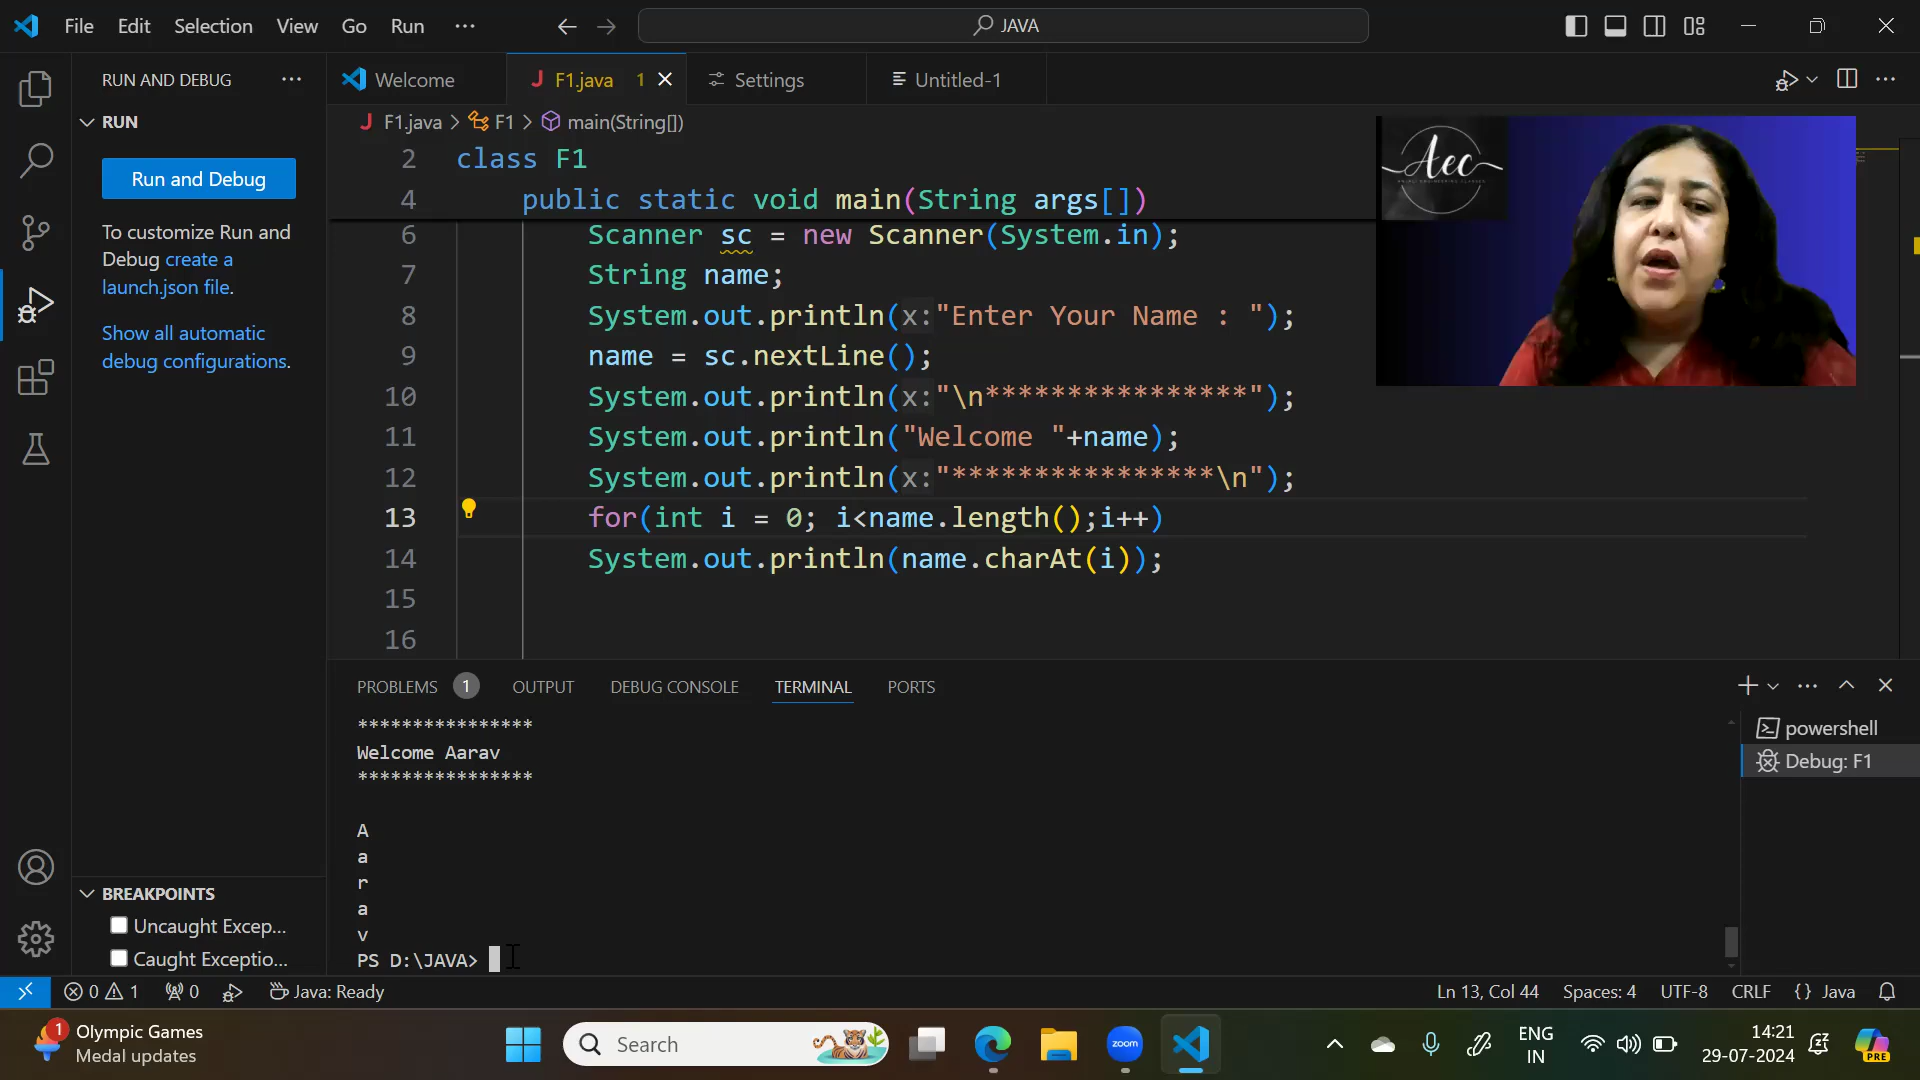 File Edit Selection View Go Run ··· JAVA
RUN AND DEBUG ··· Welcome F1.java 1 Settings Untitled-1
RUN
Run and Debug
To customize Run and
Debug create a
launch.json file.
Show all automatic
debug configurations.
BREAKPOINTS
Uncaught Excep...
Caught Exceptio...
F1.java > F1 > main(String[])
2 class F1
4 public static void main(String args[])
6 Scanner sc = new Scanner(System.in);
7 String name;
8 System.out.println(x:"Enter Your Name : ");
9 name = sc.nextLine();
10 System.out.println(x:"\n****************");
11 System.out.println("Welcome "+name);
12 System.out.println(x:"****************\n");
13 for(int i = 0; i<name.length();i++)
14 System.out.println(name.charAt(i));
15
16
Aec
PROBLEMS 1 OUTPUT DEBUG CONSOLE TERMINAL PORTS
****************
Welcome Aarav
****************
A
a
r
a
v
PS D:\JAVA>
powershell
Debug: F1
0 1 0 Java: Ready Ln 13, Col 44 Spaces: 4 UTF-8 CRLF {} Java
1 Olympic Games
Medal updates
Search
zoom
ENG
IN
14:21
29-07-2024
PRE